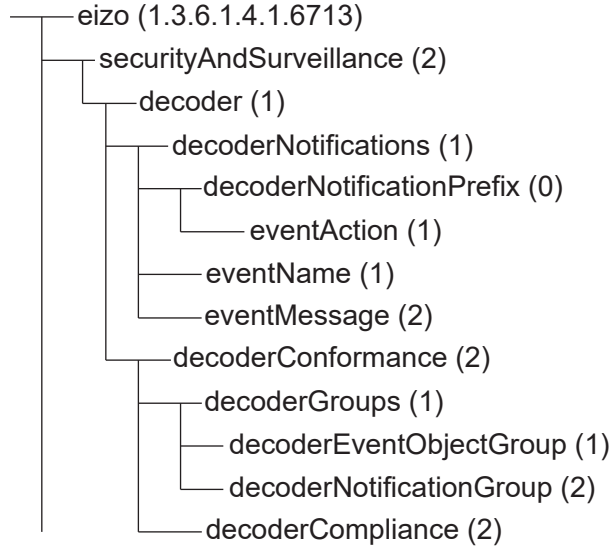 eizo (1.3.6.1.4.1.6713)
securityAndSurveillance (2)
decoder (1)
decoderNotifications (1)
decoderNotificationPrefix (0)
eventAction (1)
eventName (1)
eventMessage (2)
decoderConformance (2)
decoderGroups (1)
decoderEventObjectGroup (1)
decoderNotificationGroup (2)
decoderCompliance (2)